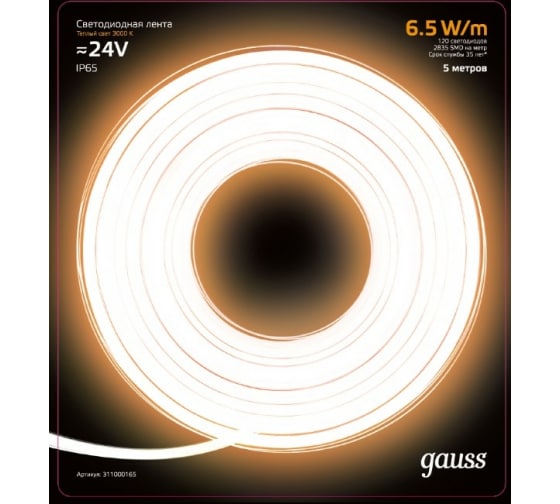 Светодиодная лента
Теплый свет 3000 K
≂24V
IP65
6.5 W/m
120 светодиодов
2835 SMD на метр
Срок службы 35 лет*
5 метров
gauss
Артикул: 311000165